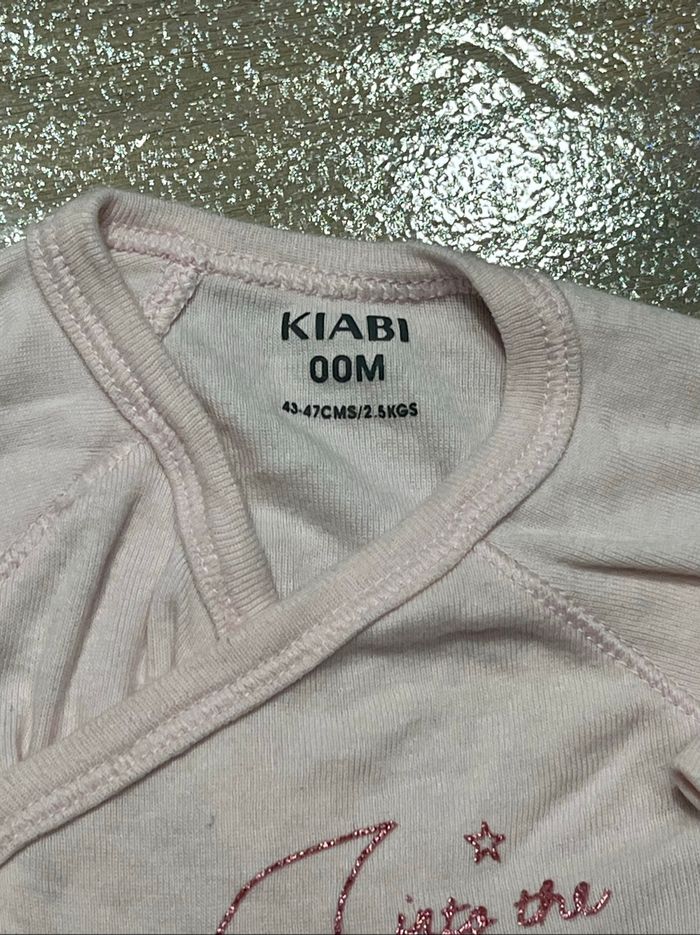 KIABI
00M
43-47CMS/2.5KGS
into the